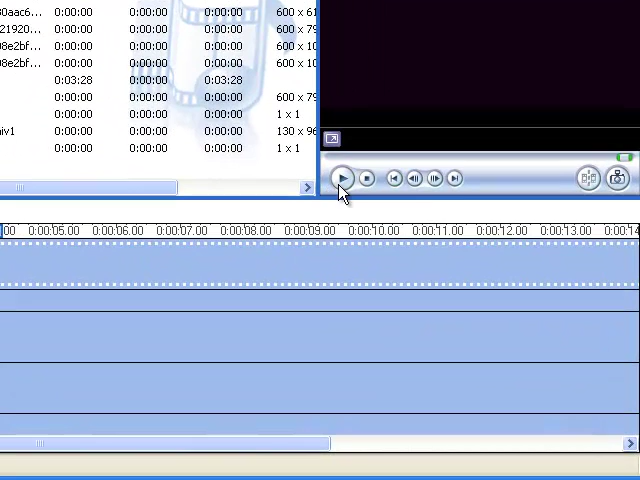 30aac6... 0:00:00 0:00:00 0:00:00 600 x 61
21920... 0:00:00 0:00:00 0:00:00 600 x 79
08e2bf... 0:00:00 0:00:00 0:00:00 600 x 10
08e2bf... 0:00:00 0:00:00 0:00:00 600 x 10
0:03:28 0:00:00 0:03:28
0:00:00 0:00:00 0:00:00 600 x 79
0:00:00 0:00:00 0:00:00 1 x 1
iv1 0:00:00 0:00:00 0:00:00 130 x 96
0:00:00 0:00:00 0:00:00 1 x 1
.00 0:00:05.00 0:00:06.00 0:00:07.00 0:00:08.00 0:00:09.00 0:00:10.00 0:00:11.00 0:00:12.00 0:00:13.00 0:00:14